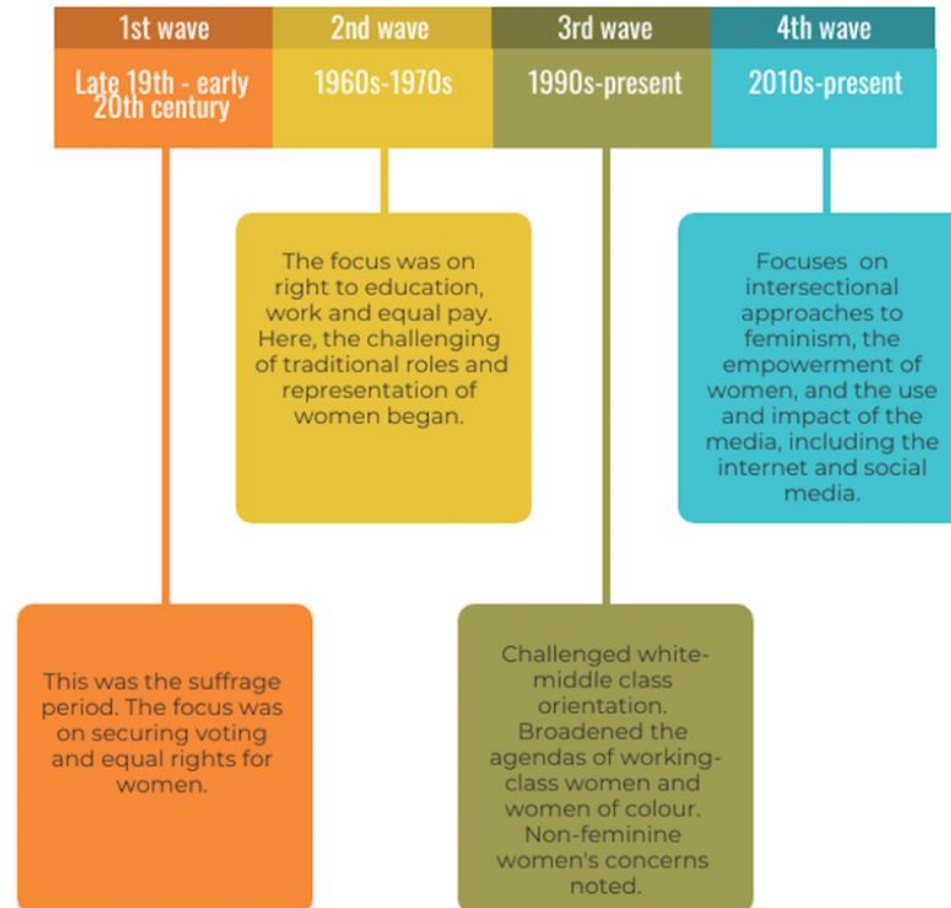 1st wave
Late 19th - early
20th century
2nd wave
1960s-1970s
3rd wave
1990s-present
4th wave
2010s-present
This was the suffrage
period. The focus was
on securing voting
and equal rights for
women.
The focus was on
right to education,
work and equal pay.
Here, the challenging
of traditional roles and
representation of
women began.
Challenged white-
middle class
orientation.
Broadened the
agendas of working-
class women and
women of colour.
Non-feminine
women's concerns
noted.
Focuses on
intersectional
approaches to
feminism, the
empowerment of
women, and the use
and impact of the
media, including the
internet and social
media.